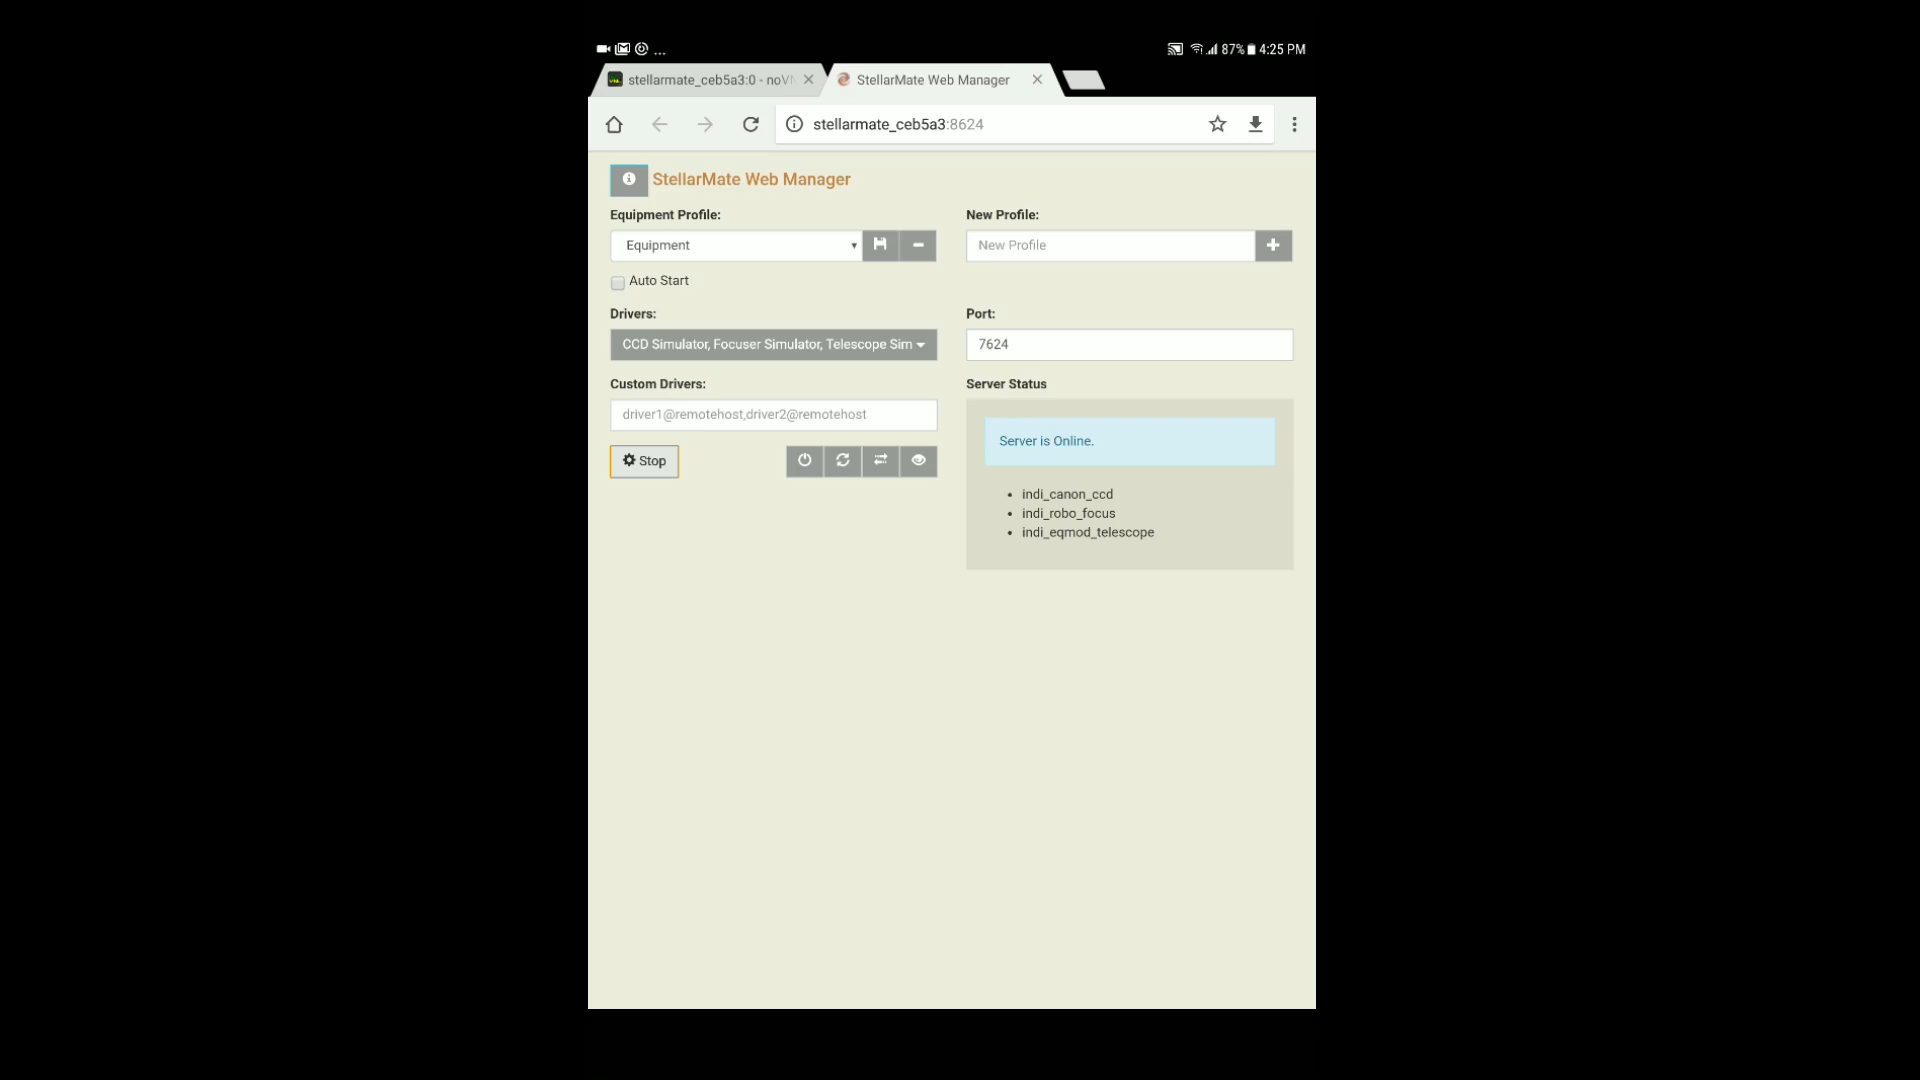 ... 87% 4:25 PM
stellarmate_ceb5a3:0 - noVN
StellarMate Web Manager
stellarmate_ceb5a3:8624
StellarMate Web Manager
Equipment Profile:
New Profile:
Equipment
New Profile
Auto Start
Drivers:
Port:
CCD Simulator, Focuser Simulator, Telescope Sim
7624
Custom Drivers:
Server Status
driver1@remotehost,driver2@remotehost
Server is Online.
Stop
• indi_canon_ccd
• indi_robo_focus
• indi_eqmod_telescope